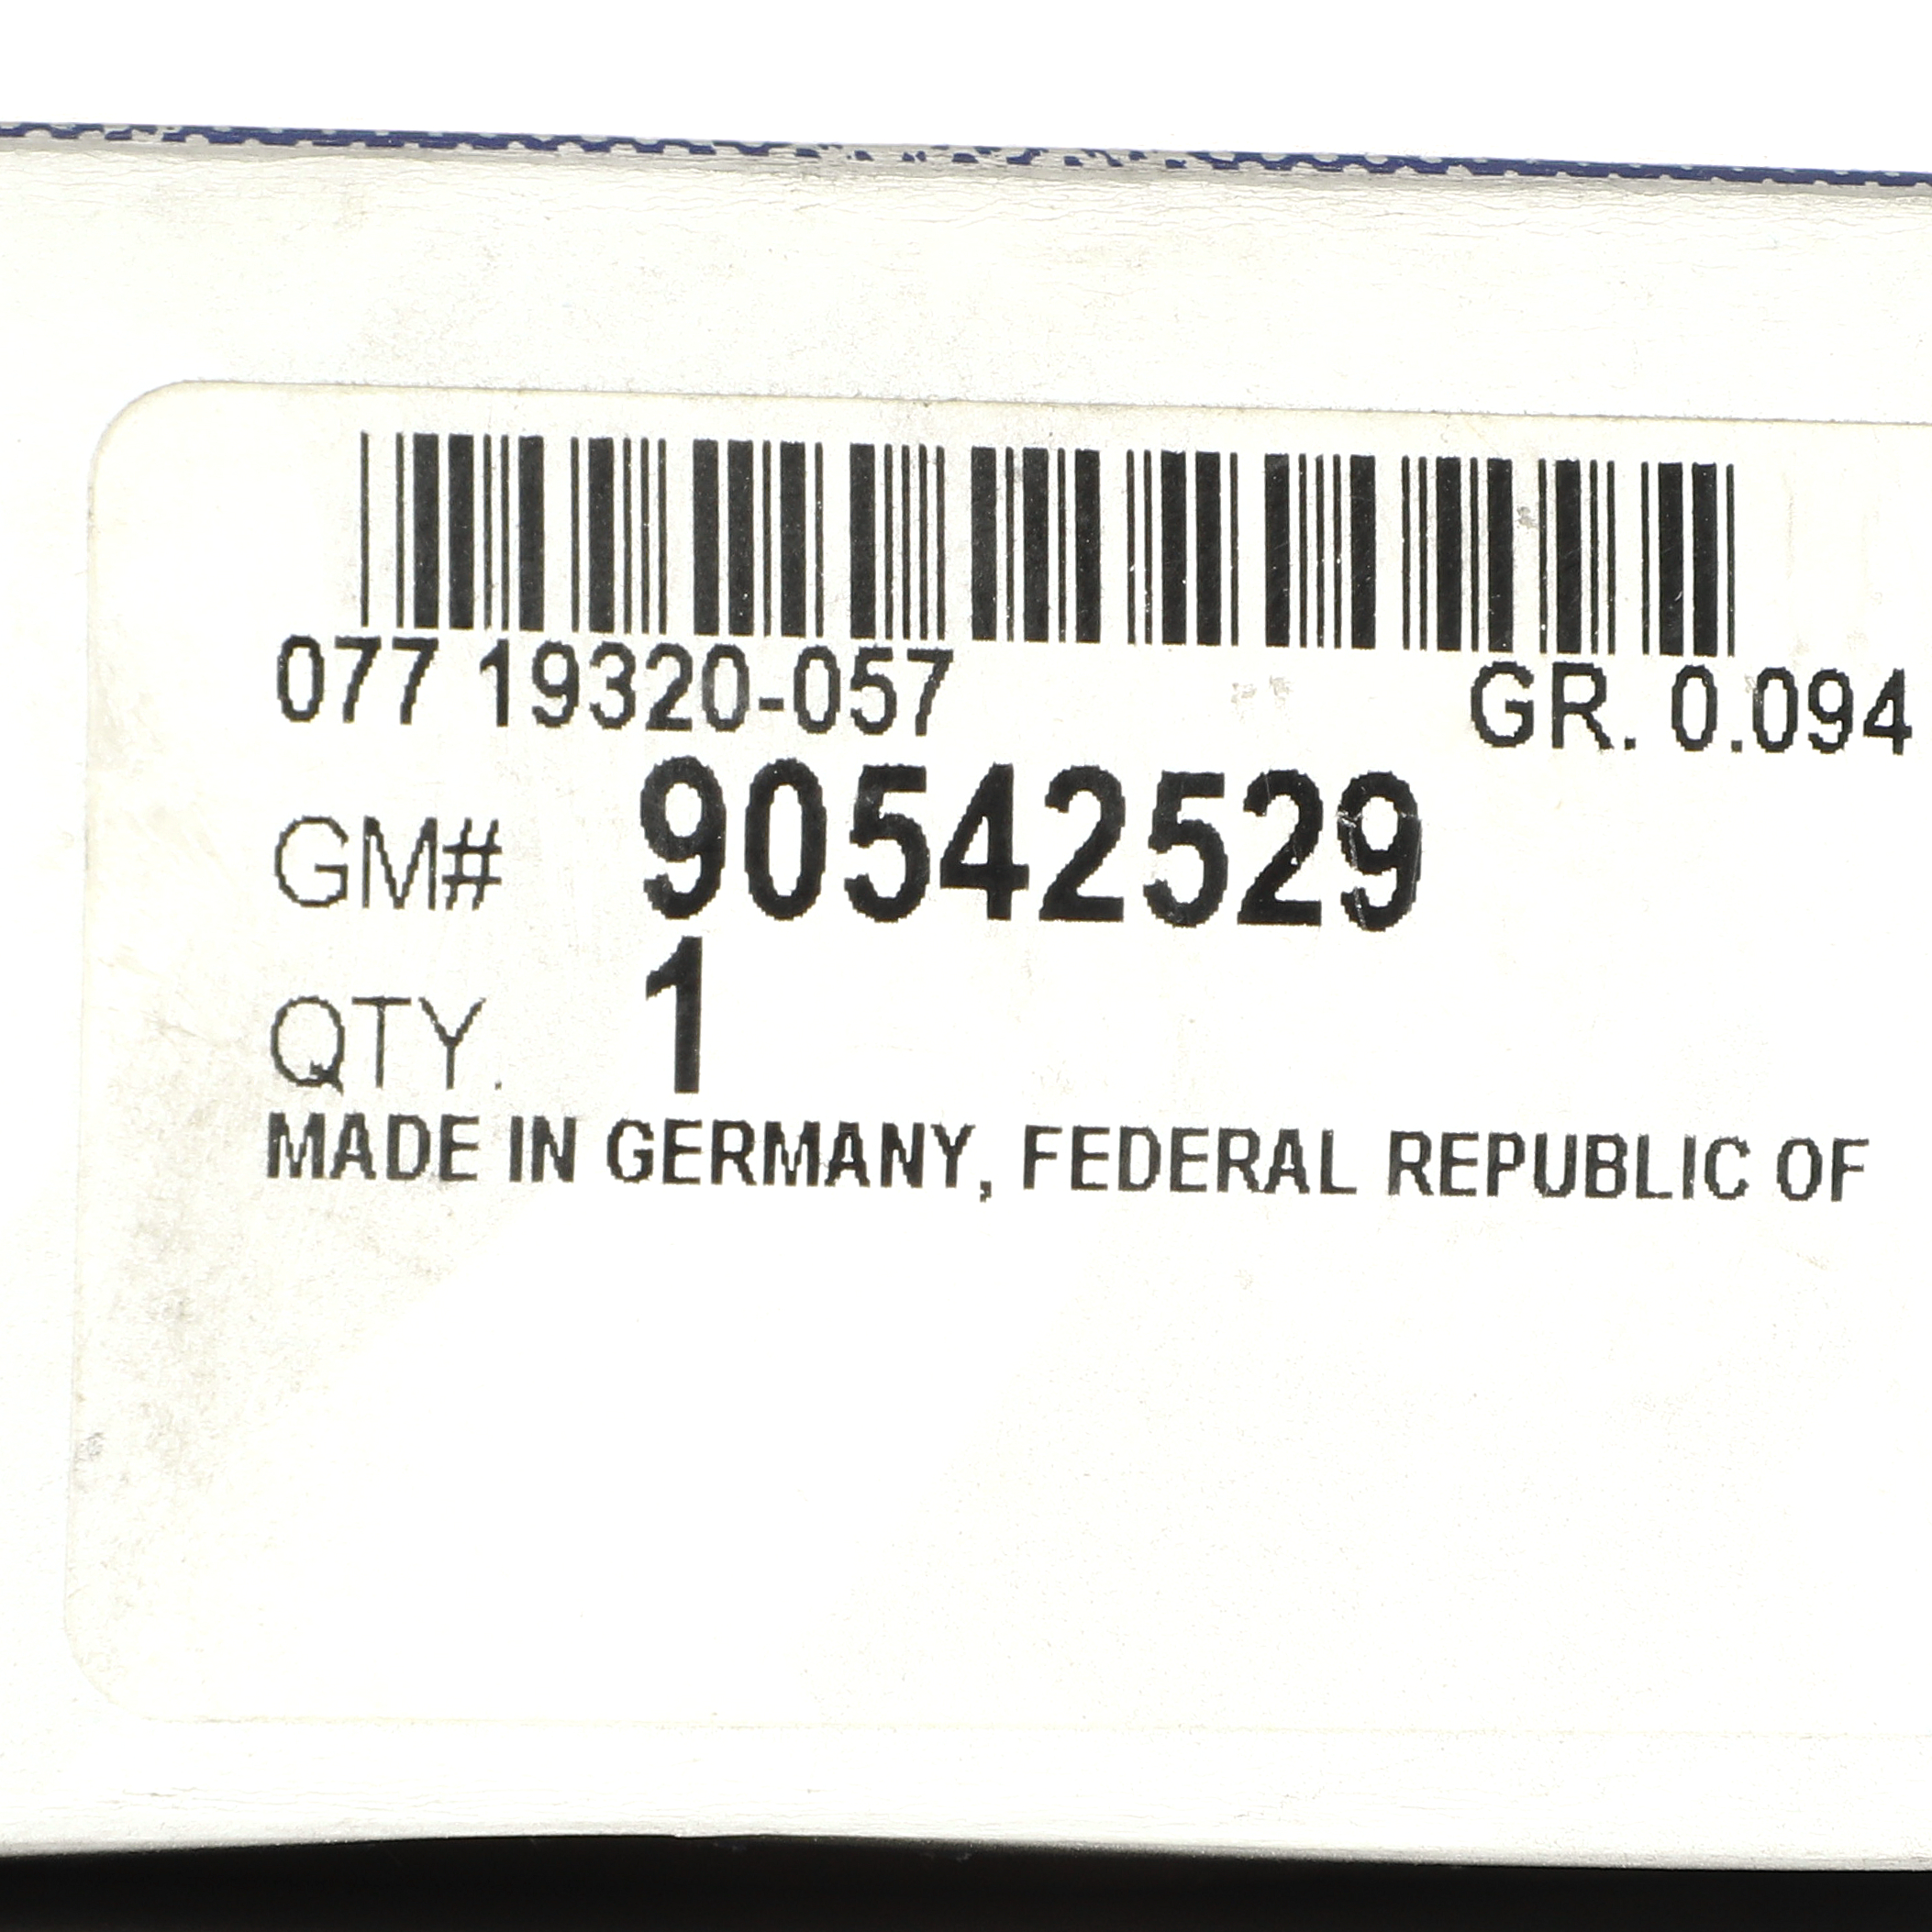 077 19320-057 GR. 0.094
GM# 90542529
QTY. 1
MADE IN GERMANY, FEDERAL REPUBLIC OF